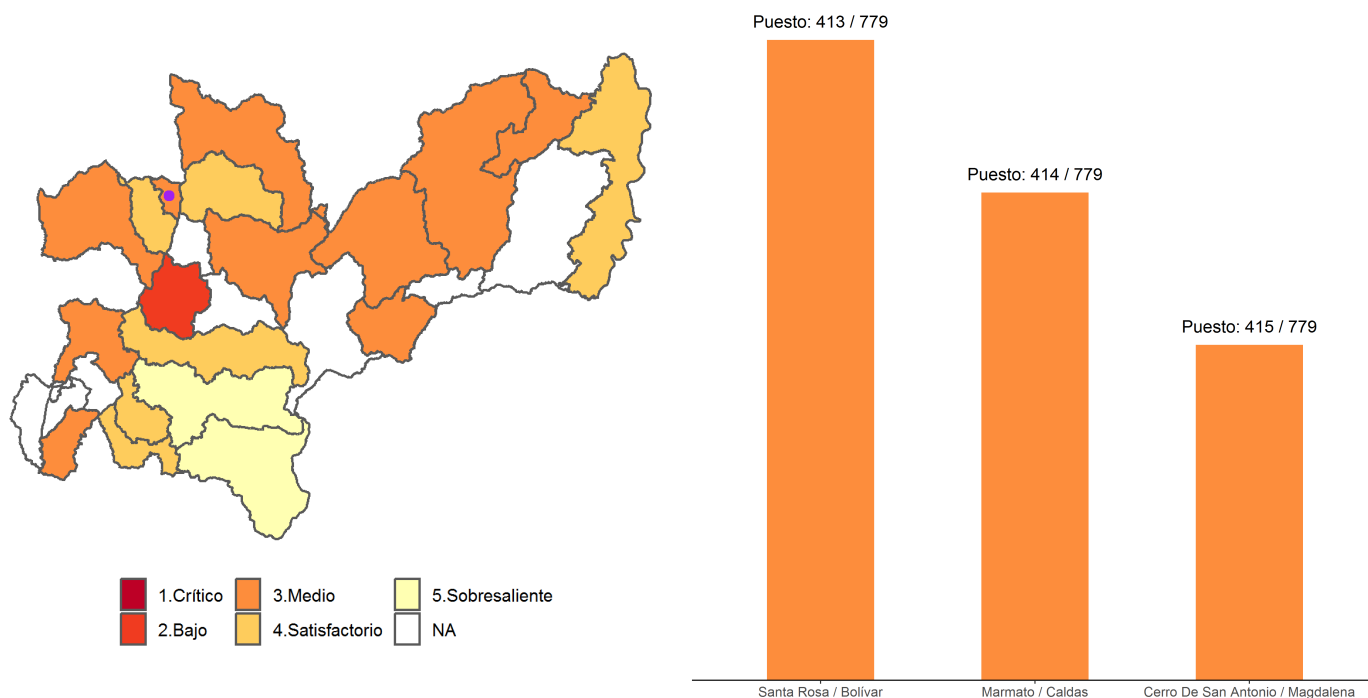 Puesto: 413 / 779
Puesto: 414 / 779
Puesto: 415 / 779
1.Crítico
3.Medio
5.Sobresaliente
2.Bajo
4.Satisfactorio
NA
Santa Rosa / Bolívar
Marmato / Caldas
Cerro De San Antonio / Magdalena